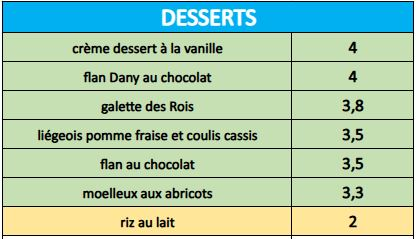 DESSERTS
crème dessert à la vanille 4
flan Dany au chocolat 4
galette des Rois 3,8
liégeois pomme fraise et coulis cassis 3,5
flan au chocolat 3,5
moelleux aux abricots 3,3
riz au lait 2